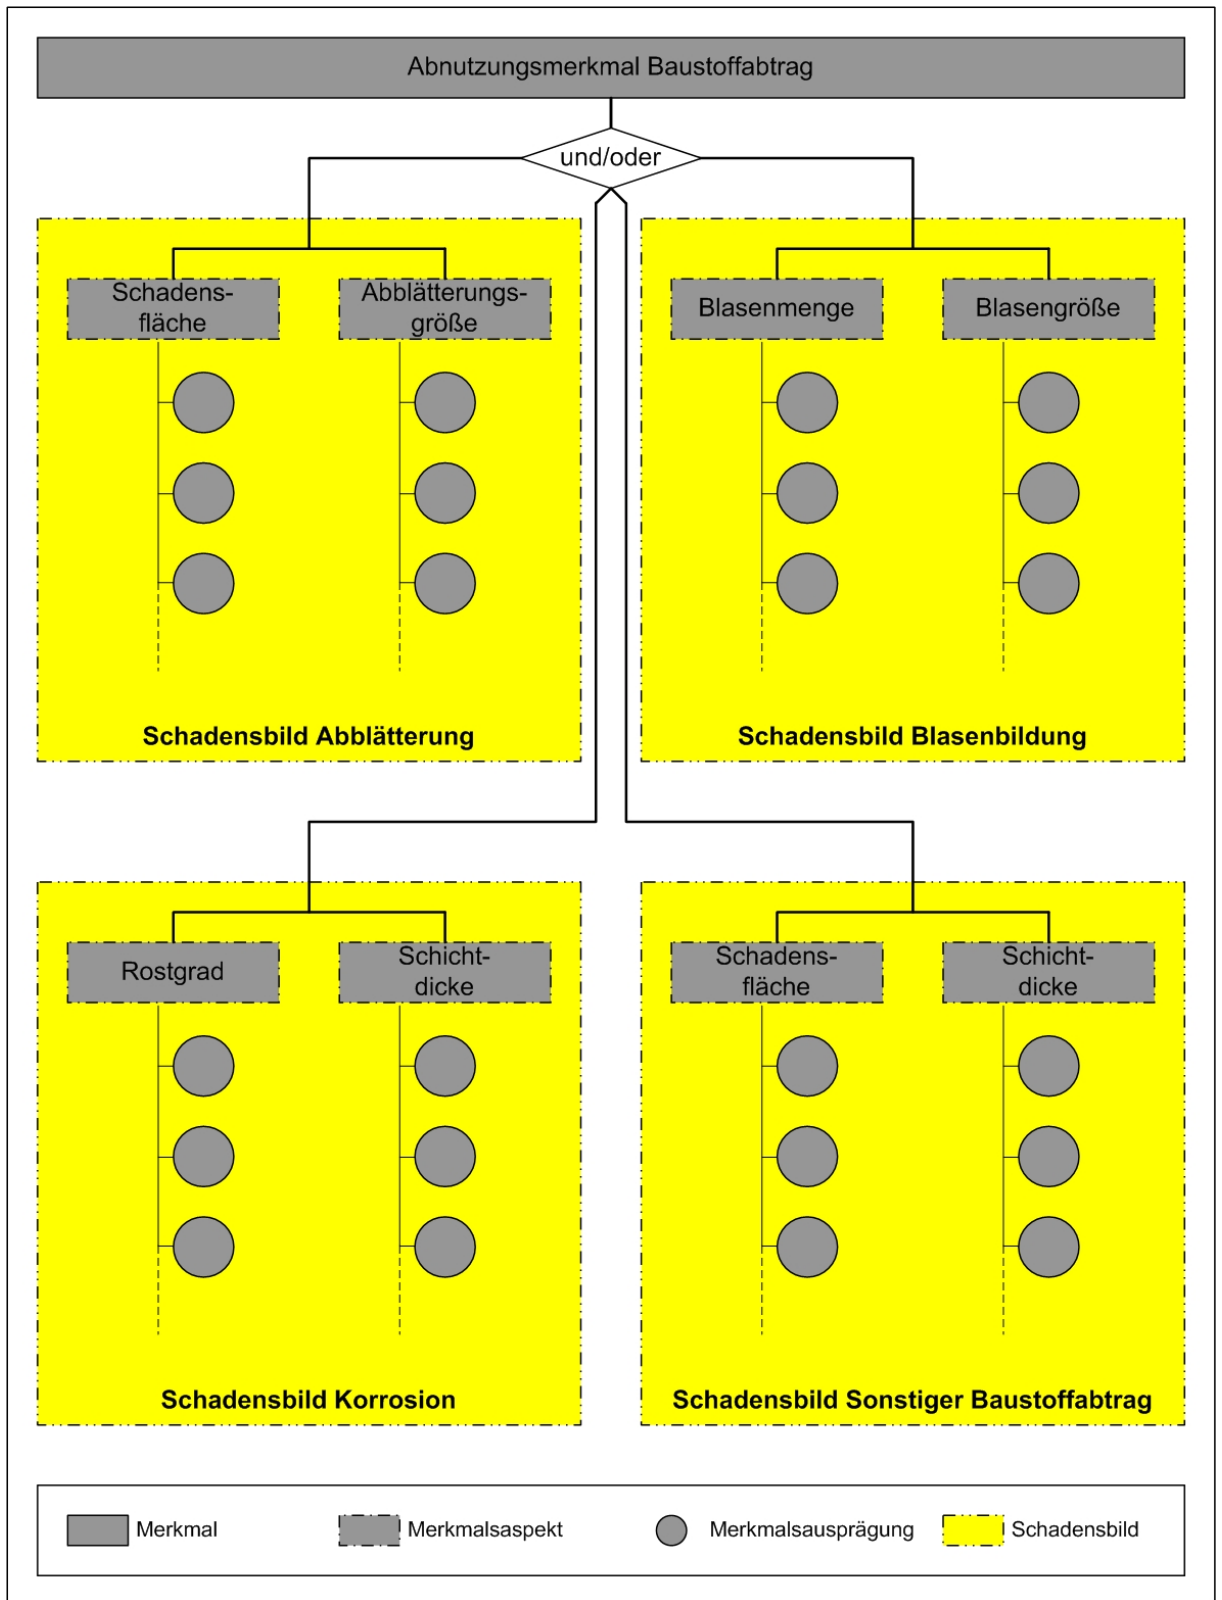 Abnutzungsmerkmal Baustoffabtrag
und/oder
Schadens-
fläche
Abblätterungs-
größe
Blasenmenge
Blasengröße
Schadensbild Abblätterung
Schadensbild Blasenbildung
Rostgrad
Schicht-
dicke
Schadens-
fläche
Schicht-
dicke
Schadensbild Korrosion
Schadensbild Sonstiger Baustoffabtrag
Merkmal
Merkmalsaspekt
Merkmalsausprägung
Schadensbild